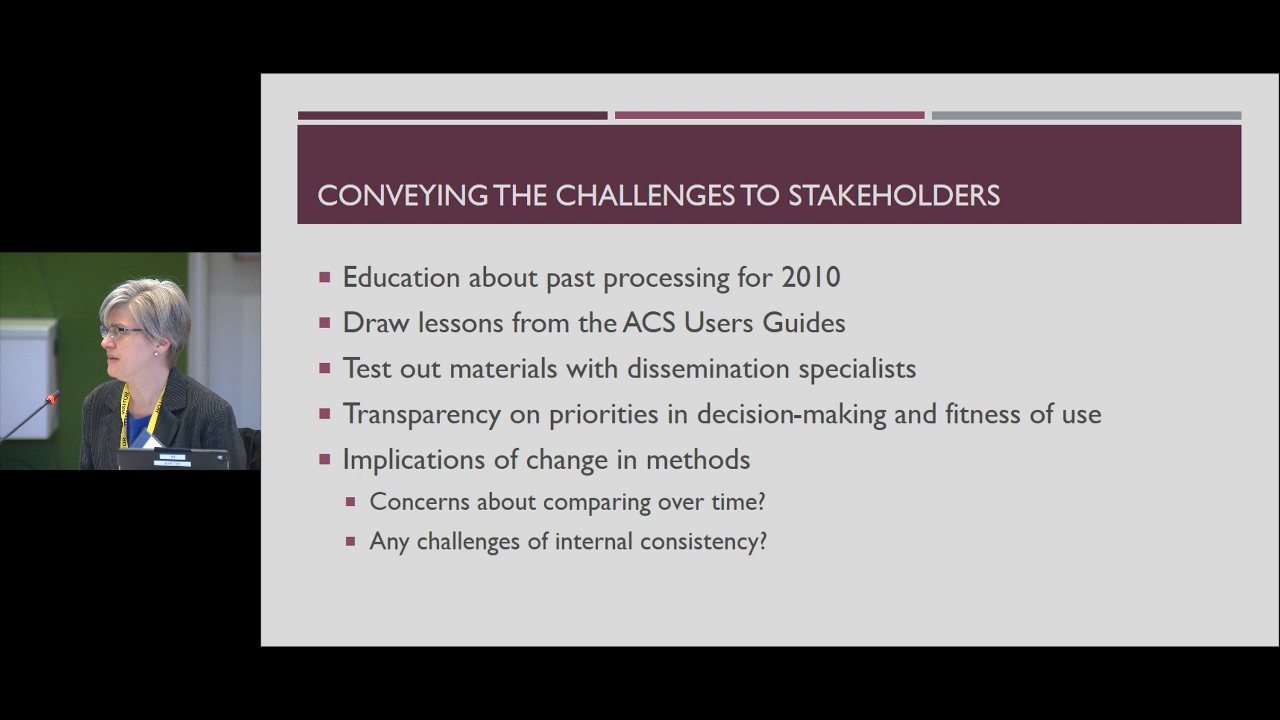 CONVEYING THE CHALLENGES TO STAKEHOLDERS
Education about past processing for 2010
Draw lessons from the ACS Users Guides
Test out materials with dissemination specialists
Transparency on priorities in decision-making and fitness of use
Implications of change in methods
Concerns about comparing over time?
Any challenges of internal consistency?